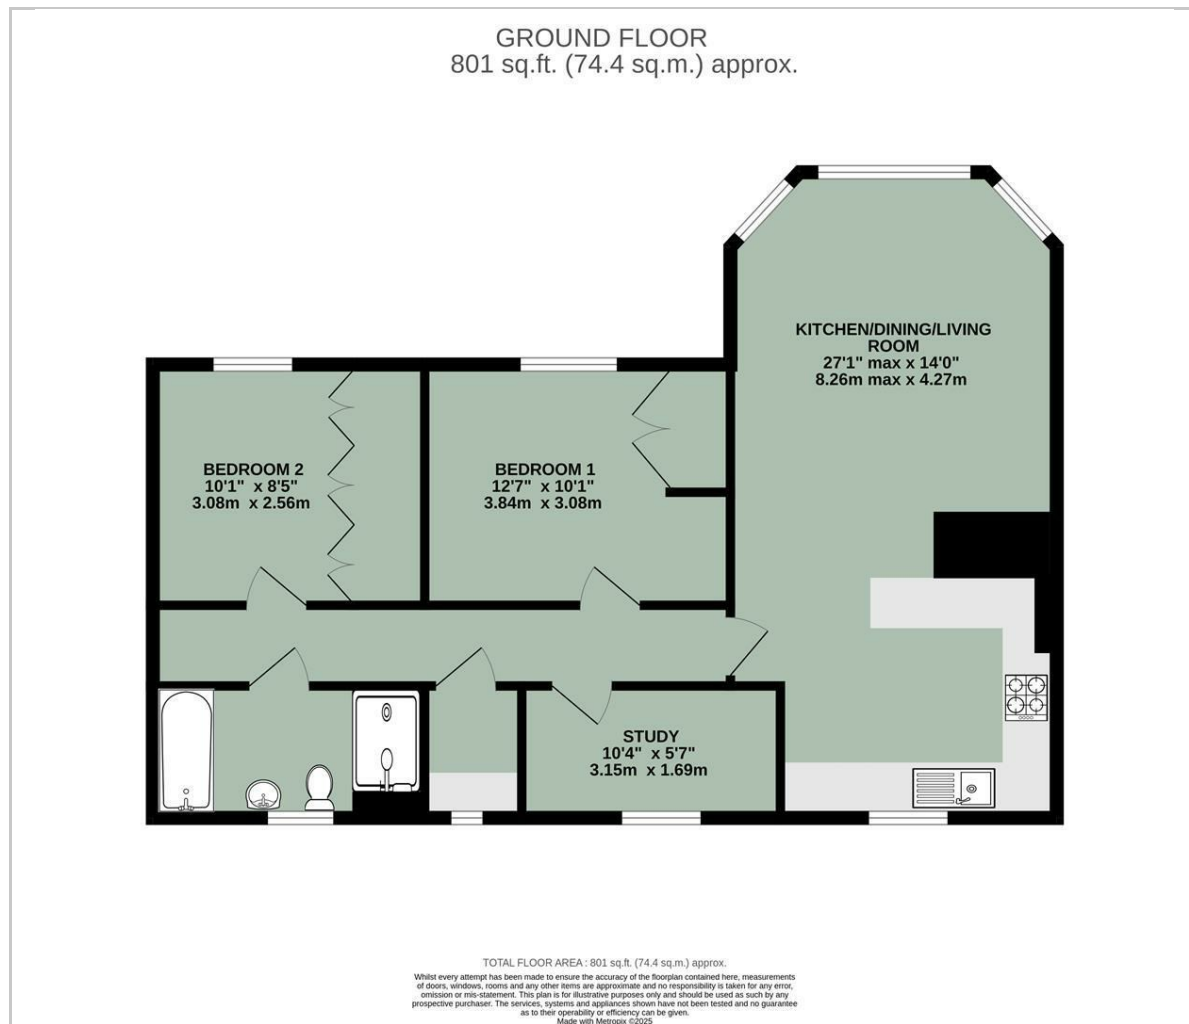 GROUND FLOOR
801 sq.ft. (74.4 sq.m.) approx.
KITCHEN/DINING/LIVING
ROOM
27'1" max x 14'0"
8.26m max x 4.27m
BEDROOM 2
10'1" x 8'5"
3.08m x 2.56m
BEDROOM 1
12'7" x 10'1"
3.84m x 3.08m
STUDY
10'4" x 5'7"
3.15m x 1.69m
TOTAL FLOOR AREA : 801 sq.ft. (74.4 sq.m.) approx.
Whilst every attempt has been made to ensure the accuracy of the floorplan contained here, measurements
of doors, windows, rooms and any other items are approximate and no responsibility is taken for any error,
omission or mis-statement. This plan is for illustrative purposes only and should be used as such by any
prospective purchaser. The services, systems and appliances shown have not been tested and no guarantee
as to their operability or efficiency can be given.
Made with Metropix ©2025